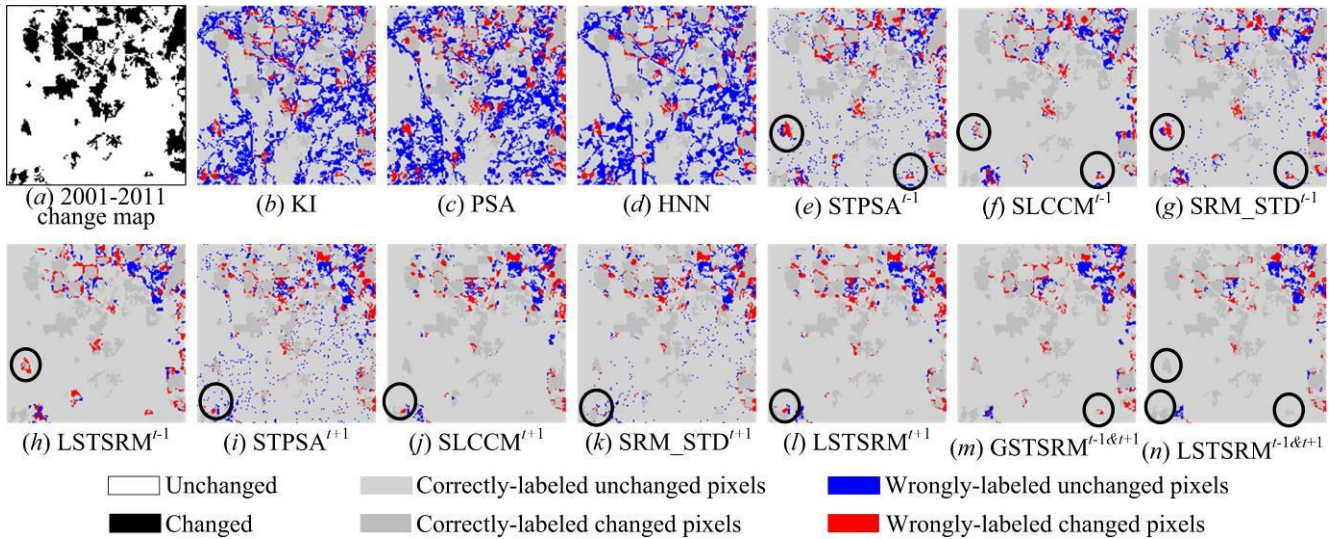 (a) 2001-2011
change map
(b) KI
(c) PSA
(d) HNN
(e) STPSA^t-1
(f) SLCCM^t-1
(g) SRM_STD^t-1
(h) LSTSRM^t-1
(i) STPSA^t+1
(j) SLCCM^t+1
(k) SRM_STD^t+1
(l) LSTSRM^t+1
(m) GSTSRM^t-1&t+1
(n) LSTSRM^t-1&t+1
Unchanged
Correctly-labeled unchanged pixels
Wrongly-labeled unchanged pixels
Changed
Correctly-labeled changed pixels
Wrongly-labeled changed pixels